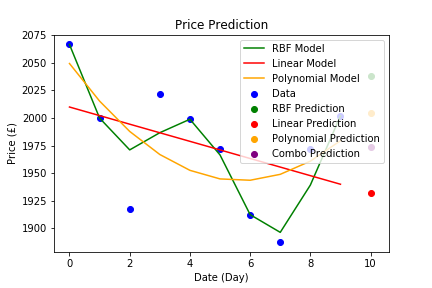 Price Prediction
2075
2050
2025
2000
1975
1950
1925
1900
Price (£)
RBF Model
Linear Model
Polynomial Model
Data
RBF Prediction
Linear Prediction
Polynomial Prediction
Combo Prediction
0 2 4 6 8 10
Date (Day)